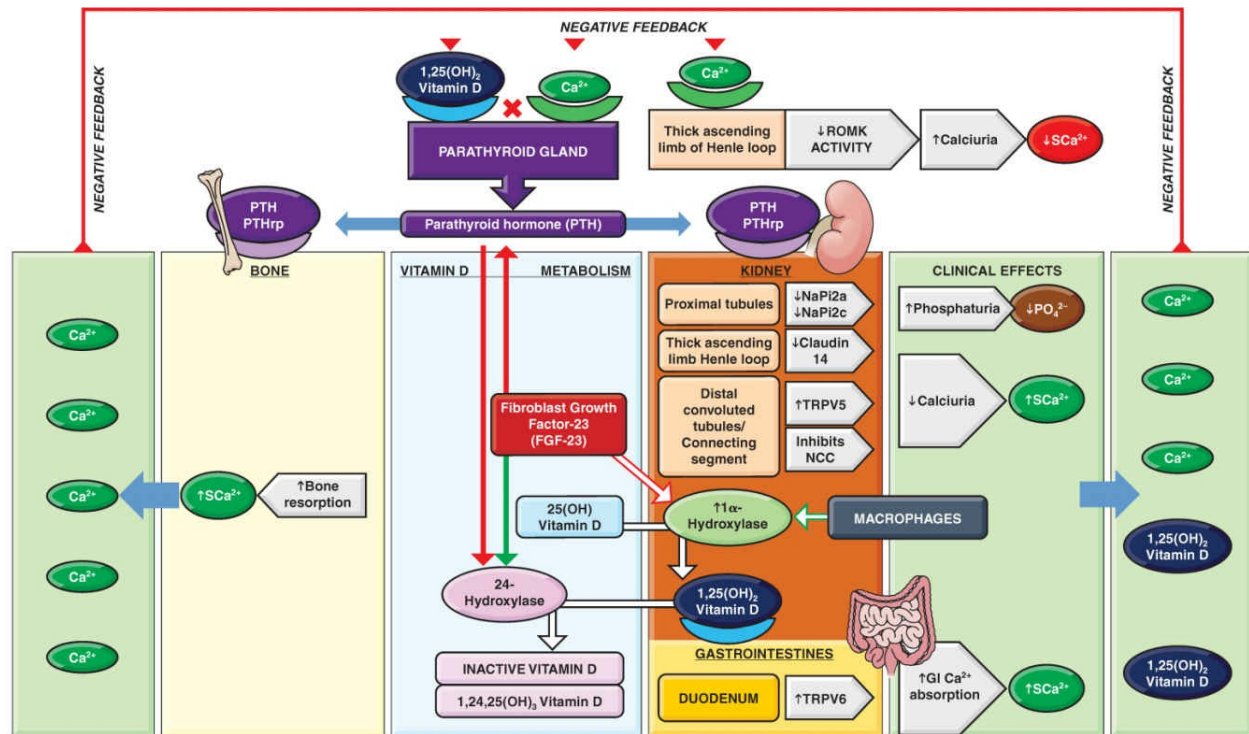 NEGATIVE FEEDBACK
NEGATIVE FEEDBACK
NEGATIVE FEEDBACK
1,25(OH)₂
Vitamin D
Ca²⁺
Ca²⁺
PARATHYROID GLAND
Thick ascending
limb of Henle loop
↓ROMK
ACTIVITY
↑Calciuria
↓SCa²⁺
PTH
PTHrp
Parathyroid hormone (PTH)
PTH
PTHrp
Ca²⁺
Ca²⁺
Ca²⁺
Ca²⁺
Ca²⁺
BONE
↑SCa²⁺
↑Bone
resorption
VITAMIN D METABOLISM
Fibroblast Growth
Factor-23
(FGF-23)
25(OH)
Vitamin D
24-
Hydroxylase
INACTIVE VITAMIN D
1,24,25(OH)₃ Vitamin D
KIDNEY
Proximal tubules
↓NaPi2a
↓NaPi2c
Thick ascending
limb Henle loop
↓Claudin
14
Distal
convoluted
tubules/
Connecting
segment
↑TRPV5
Inhibits
NCC
↑1α-
Hydroxylase
MACROPHAGES
1,25(OH)₂
Vitamin D
GASTROINTESTINES
DUODENUM
↑TRPV6
CLINICAL EFFECTS
↑Phosphaturia
↓PO₄²⁻
↓Calciuria
↑SCa²⁺
↑GI Ca²⁺
absorption
↑SCa²⁺
Ca²⁺
Ca²⁺
Ca²⁺
1,25(OH)₂
Vitamin D
1,25(OH)₂
Vitamin D